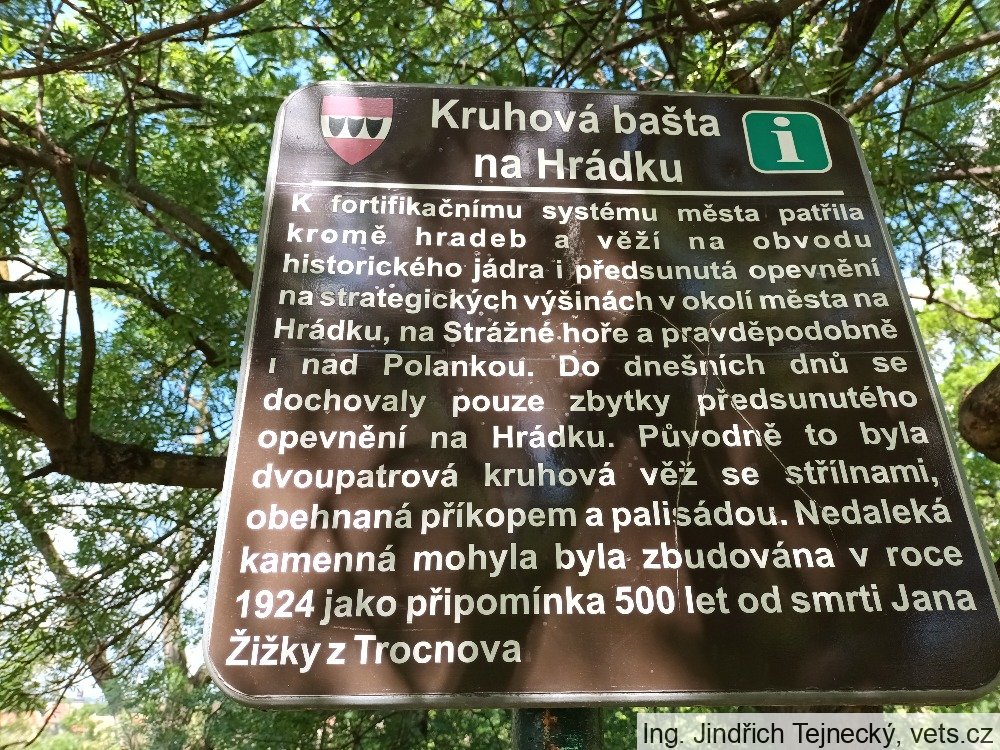 Kruhová bašta
na Hrádku
i
K fortifikačnímu systému města patřila
kromě hradeb a věží na obvodu
historického jádra i předsunutá opevnění
na strategických výšinách v okolí města na
Hrádku, na Strážné hoře a pravděpodobně
i nad Polankou. Do dnešních dnů se
dochovaly pouze zbytky předsunutého
opevnění na Hrádku. Původně to byla
dvoupatrová kruhová věž se střílnami,
obehnaná příkopem a palisádou. Nedaleká
kamenná mohyla byla zbudována v roce
1924 jako připomínka 500 let od smrti Jana
Žižky z Trocnova
Ing. Jindřich Tejnecký, vets.cz